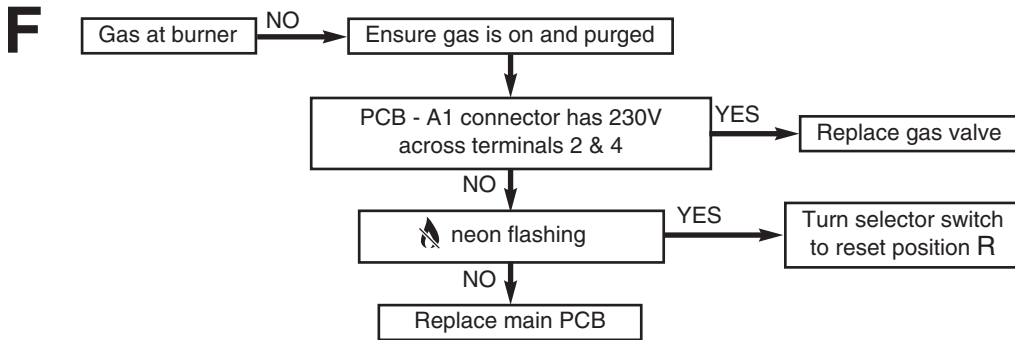 F
Gas at burner
NO
Ensure gas is on and purged
PCB - A1 connector has 230V
across terminals 2 & 4
YES
Replace gas valve
NO
neon flashing
YES
Turn selector switch
to reset position R
NO
Replace main PCB